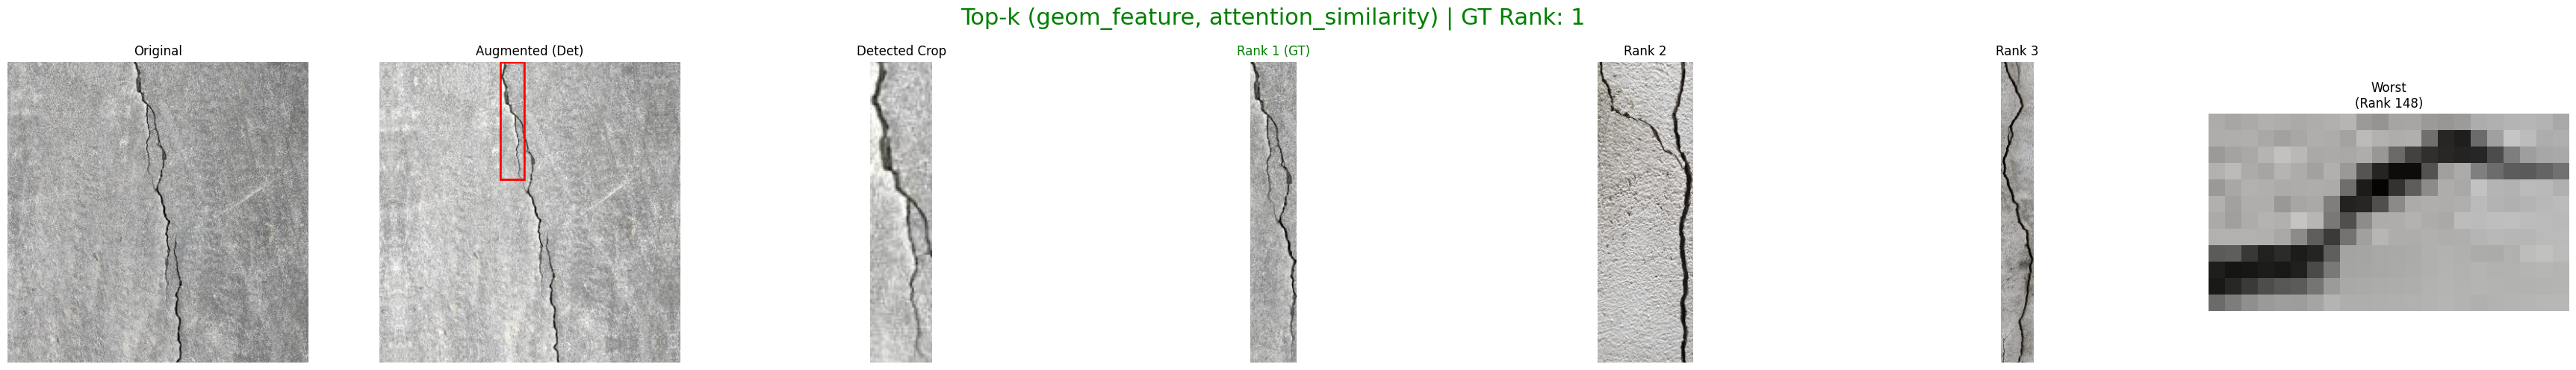 Top-k (geom_feature, attention_similarity) | GT Rank: 1
Original
Augmented (Det)
Detected Crop
Rank 1 (GT)
Rank 2
Rank 3
Worst
(Rank 148)